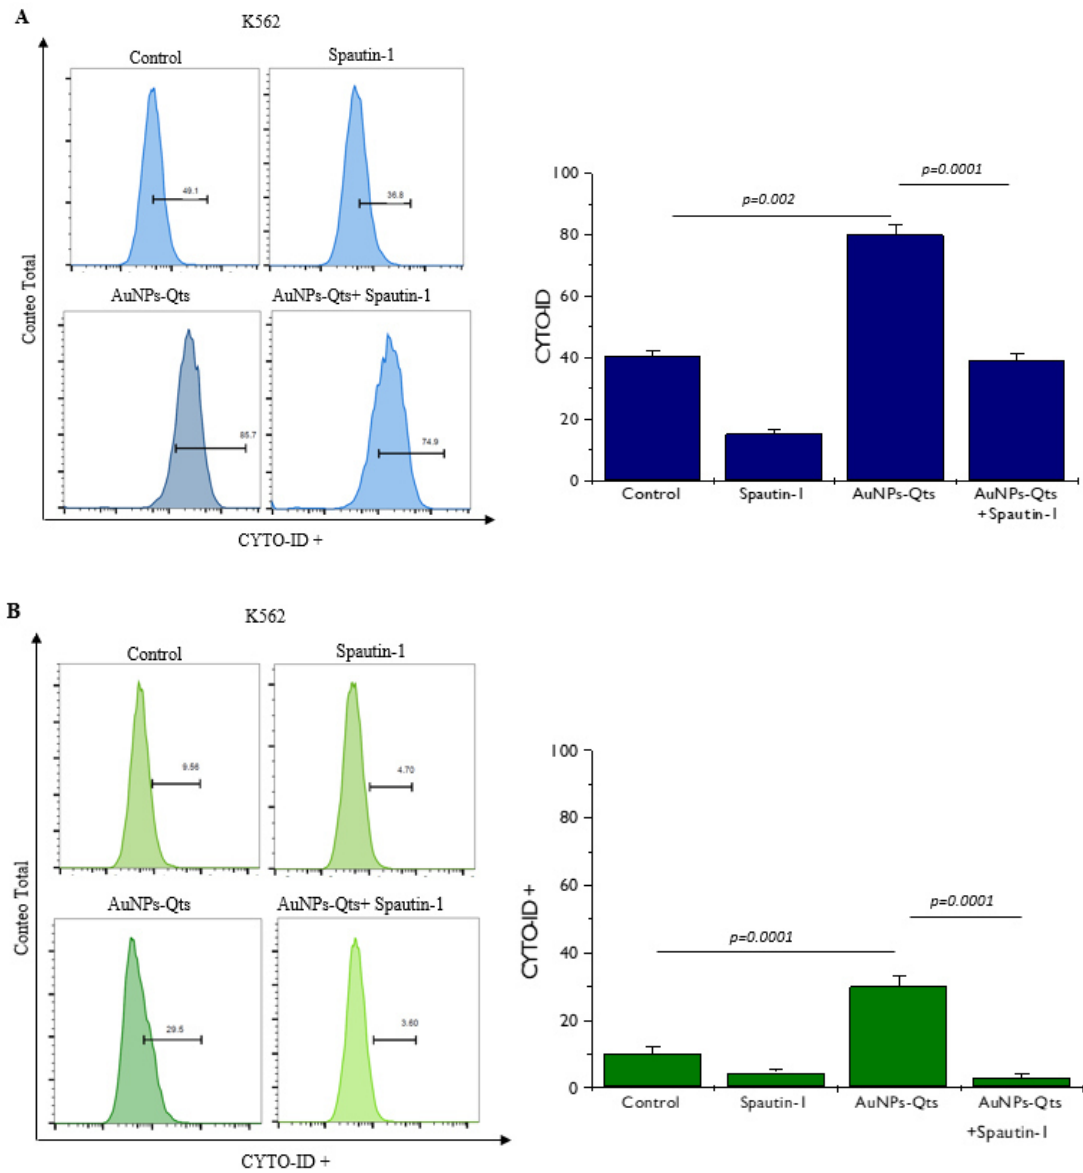 A
K562
Control
Spautin-1
49.1
36.8
AuNPs-Qts
AuNPs-Qts+ Spautin-1
85.7
74.9
Conteo Total
CYTO-ID +
100
80
60
40
20
0
CYTO-ID
p=0.002
p=0.0001
Control
Spautin-1
AuNPs-Qts
AuNPs-Qts
+Spautin-1
B
K562
Control
Spautin-1
9.56
4.70
AuNPs-Qts
AuNPs-Qts+ Spautin-1
29.5
3.60
Conteo Total
CYTO-ID +
100
80
60
40
20
0
CYTO-ID +
p=0.0001
p=0.0001
Control
Spautin-1
AuNPs-Qts
AuNPs-Qts
+Spautin-1